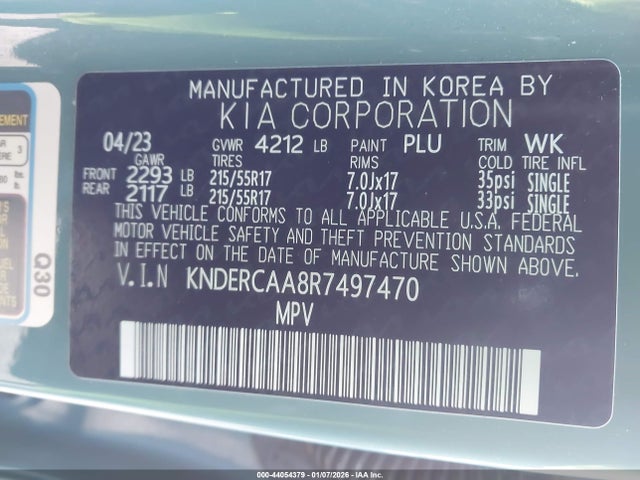 MANUFACTURED IN KOREA BY
KIA CORPORATION
04/23 GVWR 4212 LB PAINT PLU TRIM WK
GAWR TIRES RIMS COLD TIRE INFL
FRONT 2293 LB 215/55R17 7.0Jx17 35psi SINGLE
REAR 2117 LB 215/55R17 7.0Jx17 33psi SINGLE
THIS VEHICLE CONFORMS TO ALL APPLICABLE U.S.A. FEDERAL
MOTOR VEHICLE SAFETY AND THEFT PREVENTION STANDARDS
IN EFFECT ON THE DATE OF MANUFACTURE SHOWN ABOVE.
V.I.N KNDERCAA8R7497470
MPV
Q30
3
80
lbs.
000-44054379 - 01/07/2026 - IAA Inc.